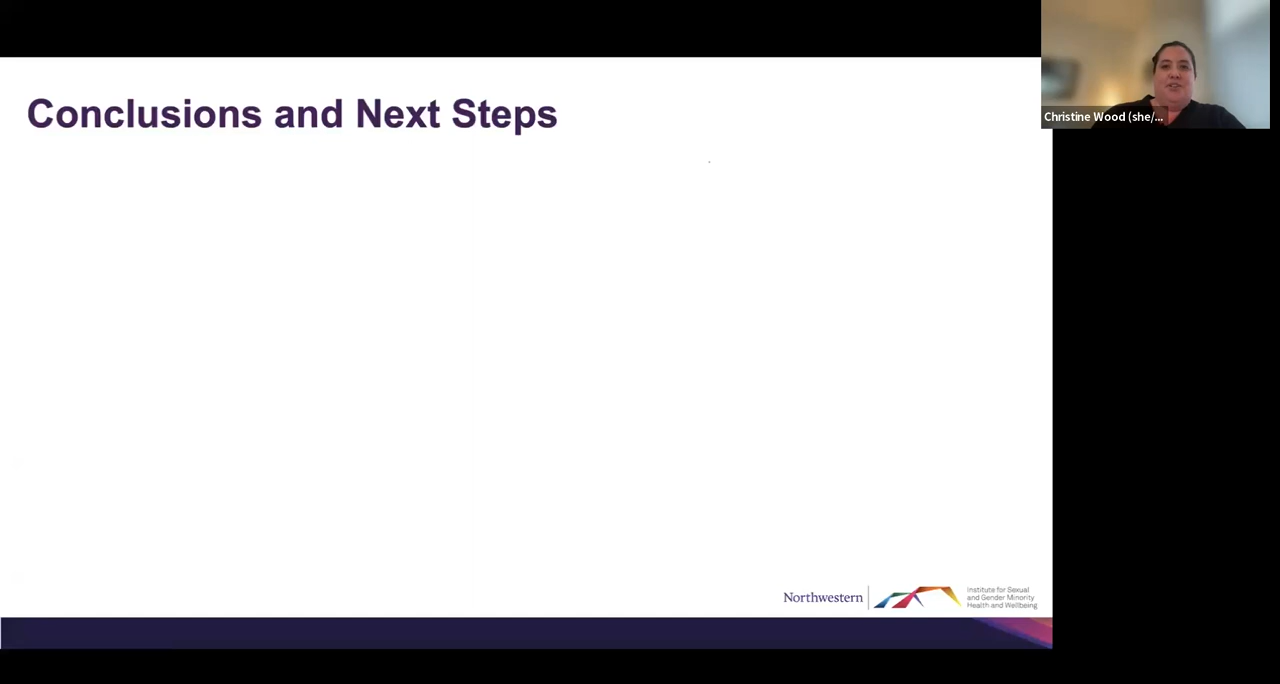 Conclusions and Next Steps
Christine Wood (she/...
Northwestern
Institute for Sexual
and Gender Minority
Health and Wellbeing